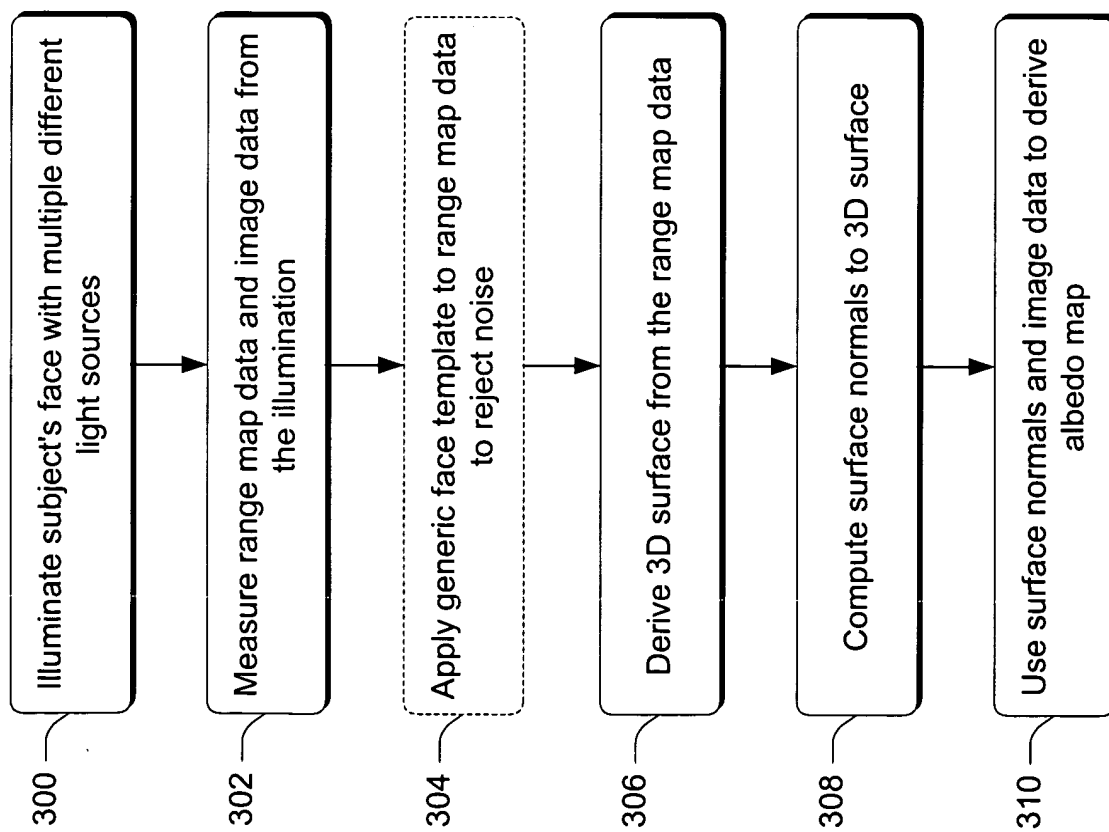 300
Illuminate subject's face with multiple different
light sources
302
Measure range map data and image data from
the illumination
304
Apply generic face template to range map data
to reject noise
306
Derive 3D surface from the range map data
308
Compute surface normals to 3D surface
310
Use surface normals and image data to derive
albedo map